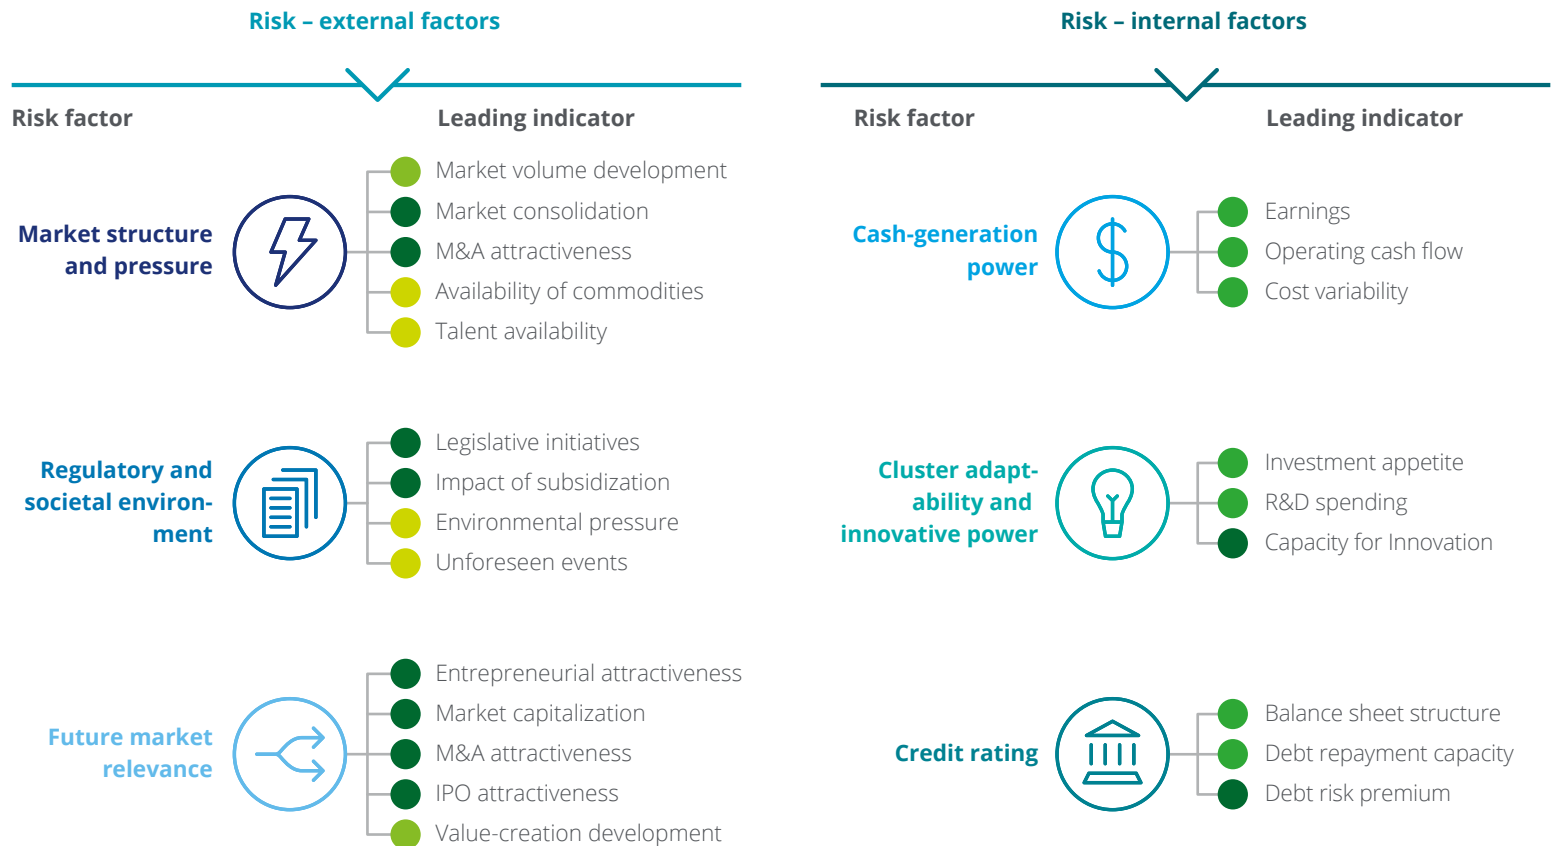 Risk – external factors
Risk factor
Leading indicator
Market structure
and pressure
Market volume development
Market consolidation
M&A attractiveness
Availability of commodities
Talent availability
Regulatory and
societal environ-
ment
Legislative initiatives
Impact of subsidization
Environmental pressure
Unforeseen events
Future market
relevance
Entrepreneurial attractiveness
Market capitalization
M&A attractiveness
IPO attractiveness
Value-creation development
Risk – internal factors
Risk factor
Leading indicator
Cash-generation
power
$
Earnings
Operating cash flow
Cost variability
Cluster adapt-
ability and
innovative power
Investment appetite
R&D spending
Capacity for Innovation
Credit rating
Balance sheet structure
Debt repayment capacity
Debt risk premium